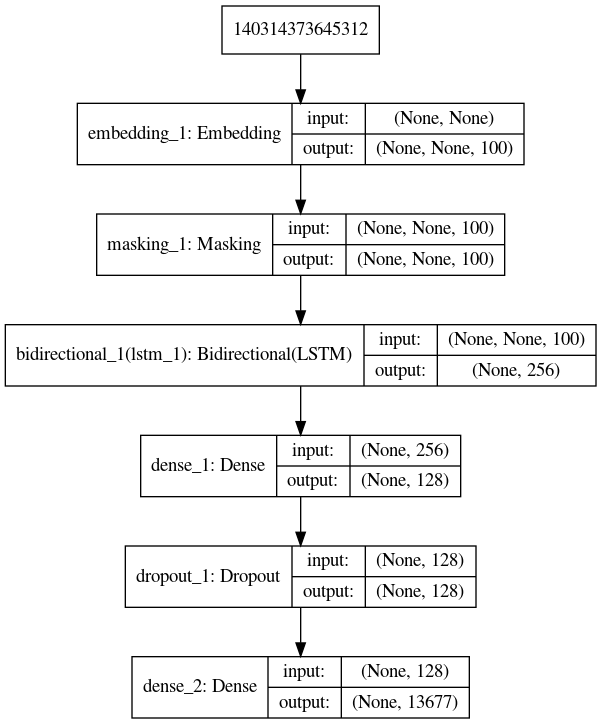 140314373645312
embedding_1: Embedding
input: (None, None)
output: (None, None, 100)
masking_1: Masking
input: (None, None, 100)
output: (None, None, 100)
bidirectional_1(lstm_1): Bidirectional(LSTM)
input: (None, None, 100)
output: (None, 256)
dense_1: Dense
input: (None, 256)
output: (None, 128)
dropout_1: Dropout
input: (None, 128)
output: (None, 128)
dense_2: Dense
input: (None, 128)
output: (None, 13677)